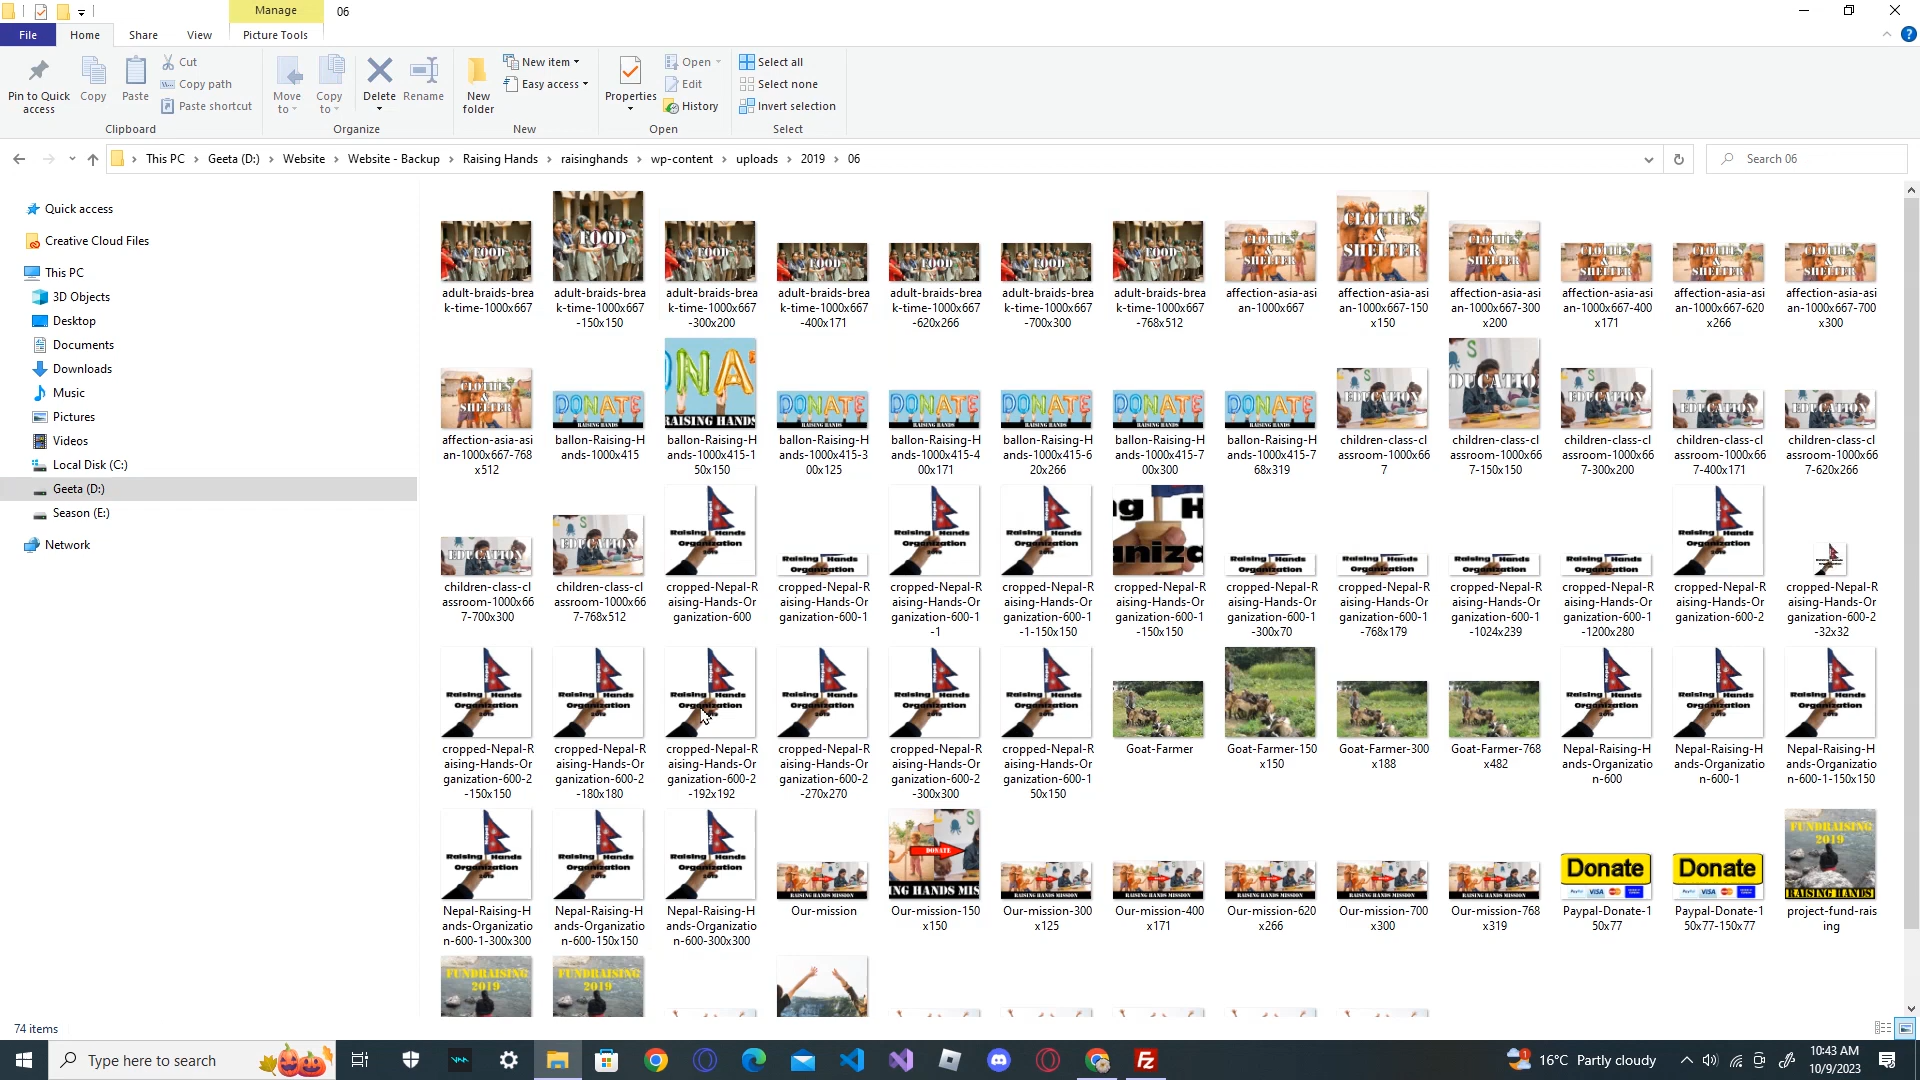 Manage
06
File
Home
Share
View
Picture Tools
Pin to Quick access
Copy
Paste
Cut
Copy path
Paste shortcut
Clipboard
Move to
Copy to
Delete
Rename
Organize
New folder
New item
Easy access
New
Properties
Open
Edit
History
Open
Select all
Select none
Invert selection
Select
This PC
Geeta (D:)
Website
Website - Backup
Raising Hands
raisinghands
wp-content
uploads
2019
06
Search 06
Quick access
Creative Cloud Files
This PC
3D Objects
Desktop
Documents
Downloads
Music
Pictures
Videos
Local Disk (C:)
Geeta (D:)
Season (E:)
Network
adult-braids-break-time-1000x667
adult-braids-break-time-1000x667-150x150
adult-braids-break-time-1000x667-300x200
adult-braids-break-time-1000x667-400x171
adult-braids-break-time-1000x667-620x266
adult-braids-break-time-1000x667-700x300
adult-braids-break-time-1000x667-768x512
affection-asia-asian-1000x667
affection-asia-asian-1000x667-150x150
affection-asia-asian-1000x667-300x200
affection-asia-asian-1000x667-400x171
affection-asia-asian-1000x667-620x266
affection-asia-asian-1000x667-700x300
affection-asia-asian-1000x667-768x512
ballon-Raising-Hands-1000x415
ballon-Raising-Hands-1000x415-150x150
ballon-Raising-Hands-1000x415-300x125
ballon-Raising-Hands-1000x415-400x171
ballon-Raising-Hands-1000x415-620x266
ballon-Raising-Hands-1000x415-700x300
ballon-Raising-Hands-1000x415-768x319
children-class-classroom-1000x667
children-class-classroom-1000x667-150x150
children-class-classroom-1000x667-300x200
children-class-classroom-1000x667-400x171
children-class-classroom-1000x667-620x266
children-class-classroom-1000x667-700x300
children-class-classroom-1000x667-768x512
cropped-Nepal-Raising-Hands-Organization-600
cropped-Nepal-Raising-Hands-Organization-600-1
cropped-Nepal-Raising-Hands-Organization-600-1-1
cropped-Nepal-Raising-Hands-Organization-600-1-1-150x150
cropped-Nepal-Raising-Hands-Organization-600-1-150x150
cropped-Nepal-Raising-Hands-Organization-600-1-300x70
cropped-Nepal-Raising-Hands-Organization-600-1-768x179
cropped-Nepal-Raising-Hands-Organization-600-1-1024x239
cropped-Nepal-Raising-Hands-Organization-600-1-1200x280
cropped-Nepal-Raising-Hands-Organization-600-2
cropped-Nepal-Raising-Hands-Organization-600-2-32x32
cropped-Nepal-Raising-Hands-Organization-600-2-150x150
cropped-Nepal-Raising-Hands-Organization-600-2-180x180
cropped-Nepal-Raising-Hands-Organization-600-2-192x192
cropped-Nepal-Raising-Hands-Organization-600-2-270x270
cropped-Nepal-Raising-Hands-Organization-600-2-300x300
cropped-Nepal-Raising-Hands-Organization-600-150x150
Goat-Farmer
Goat-Farmer-150x150
Goat-Farmer-300x188
Goat-Farmer-768x482
Nepal-Raising-Hands-Organization-600
Nepal-Raising-Hands-Organization-600-1
Nepal-Raising-Hands-Organization-600-1-150x150
Nepal-Raising-Hands-Organization-600-1-300x300
Nepal-Raising-Hands-Organization-600-150x150
Nepal-Raising-Hands-Organization-600-300x300
Our-mission
Our-mission-150x150
Our-mission-300x125
Our-mission-400x171
Our-mission-620x266
Our-mission-700x300
Our-mission-768x319
Paypal-Donate-150x77
Paypal-Donate-150x77-150x77
project-fund-raising
74 items
Type here to search
16°C Partly cloudy
10:43 AM
10/9/2023